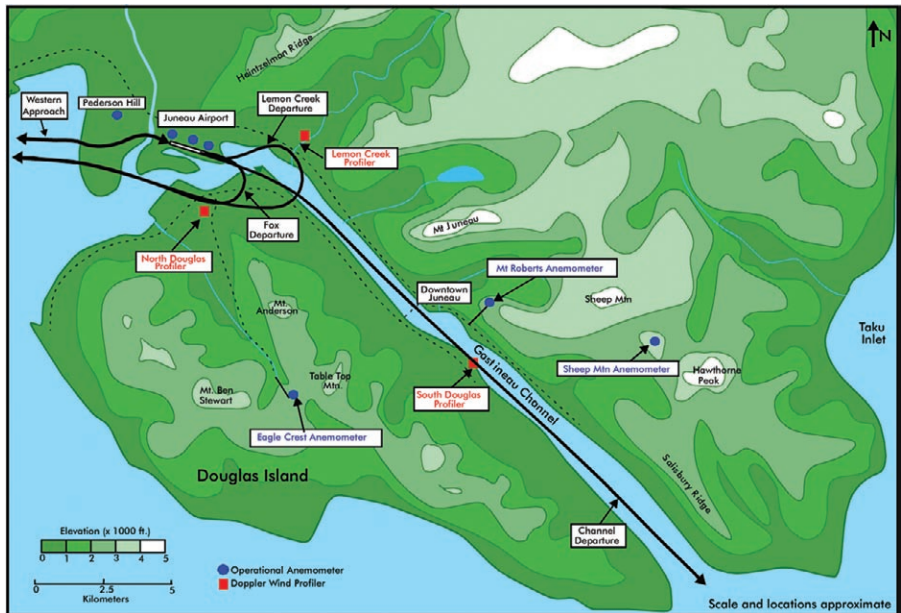 N
Heintzelman Ridge
Western
Approach
Pederson Hill
Juneau Airport
Lemon Creek
Departure
Lemon Creek
Profiler
Fox
Departure
North Douglas
Profiler
Mt Juneau
Mt Roberts Anemometer
Downtown
Juneau
Sheep Mtn
Mt.
Anderson
Taku
Inlet
Sheep Mtn Anemometer
Hawthorne
Peak
Gastineau Channel
Table Top
Mtn.
Mt. Ben
Stewart
South Douglas
Profiler
Eagle Crest Anemometer
Salisbury Ridge
Douglas Island
Channel
Departure
Elevation (x 1000 ft.)
0 1 2 3 4 5
Operational Anemometer
Doppler Wind Profiler
0 2.5 5
Kilometers
Scale and locations approximate